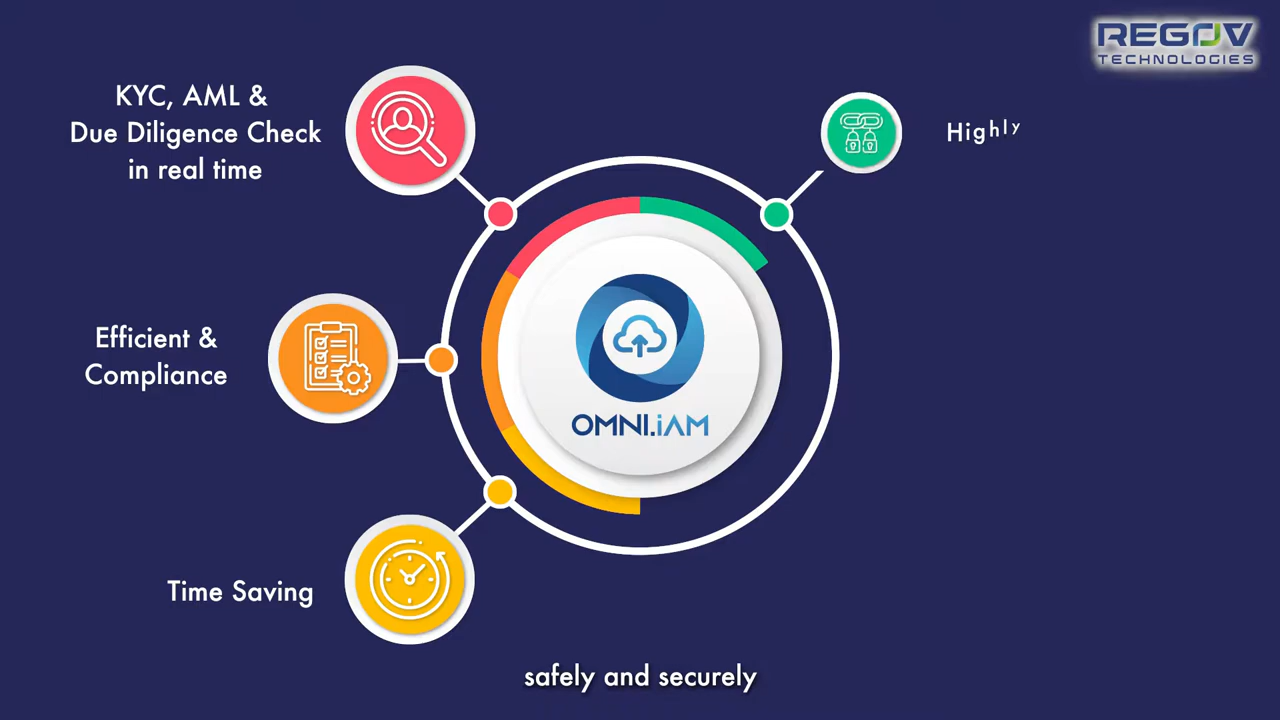 REGOV
TECHNOLOGIES
KYC, AML &
Due Diligence Check
in real time
Highly
Efficient &
Compliance
OMNI.iAM
Time Saving
safely and securely